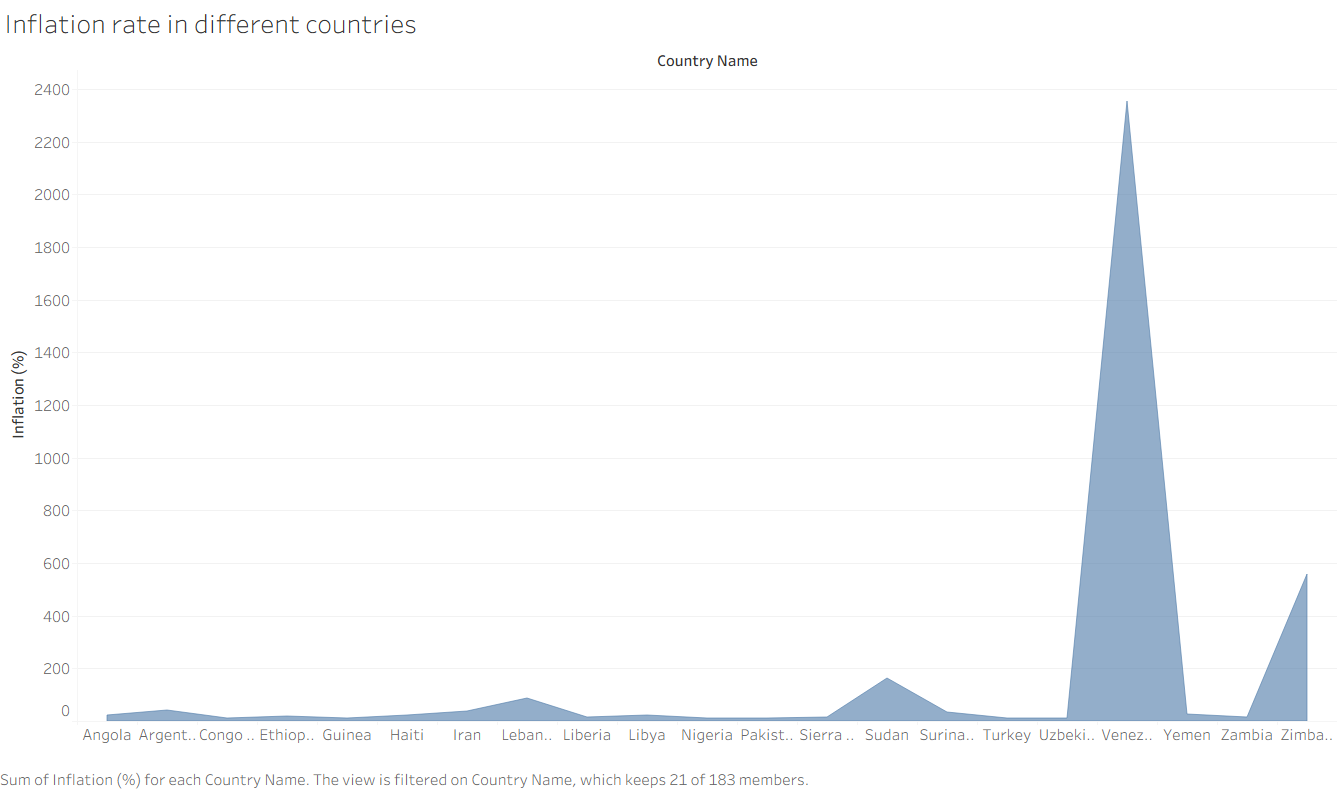 Inflation rate in different countries
Country Name
2400
2200
2000
1800
1600
1400
1200
1000
800
600
400
200
0
Inflation (%)
Angola Argent.. Congo .. Ethiop.. Guinea Haiti Iran Leban.. Liberia Libya Nigeria Pakist.. Sierra .. Sudan Surina.. Turkey Uzbeki.. Venez.. Yemen Zambia Zimba..
Sum of Inflation (%) for each Country Name. The view is filtered on Country Name, which keeps 21 of 183 members.